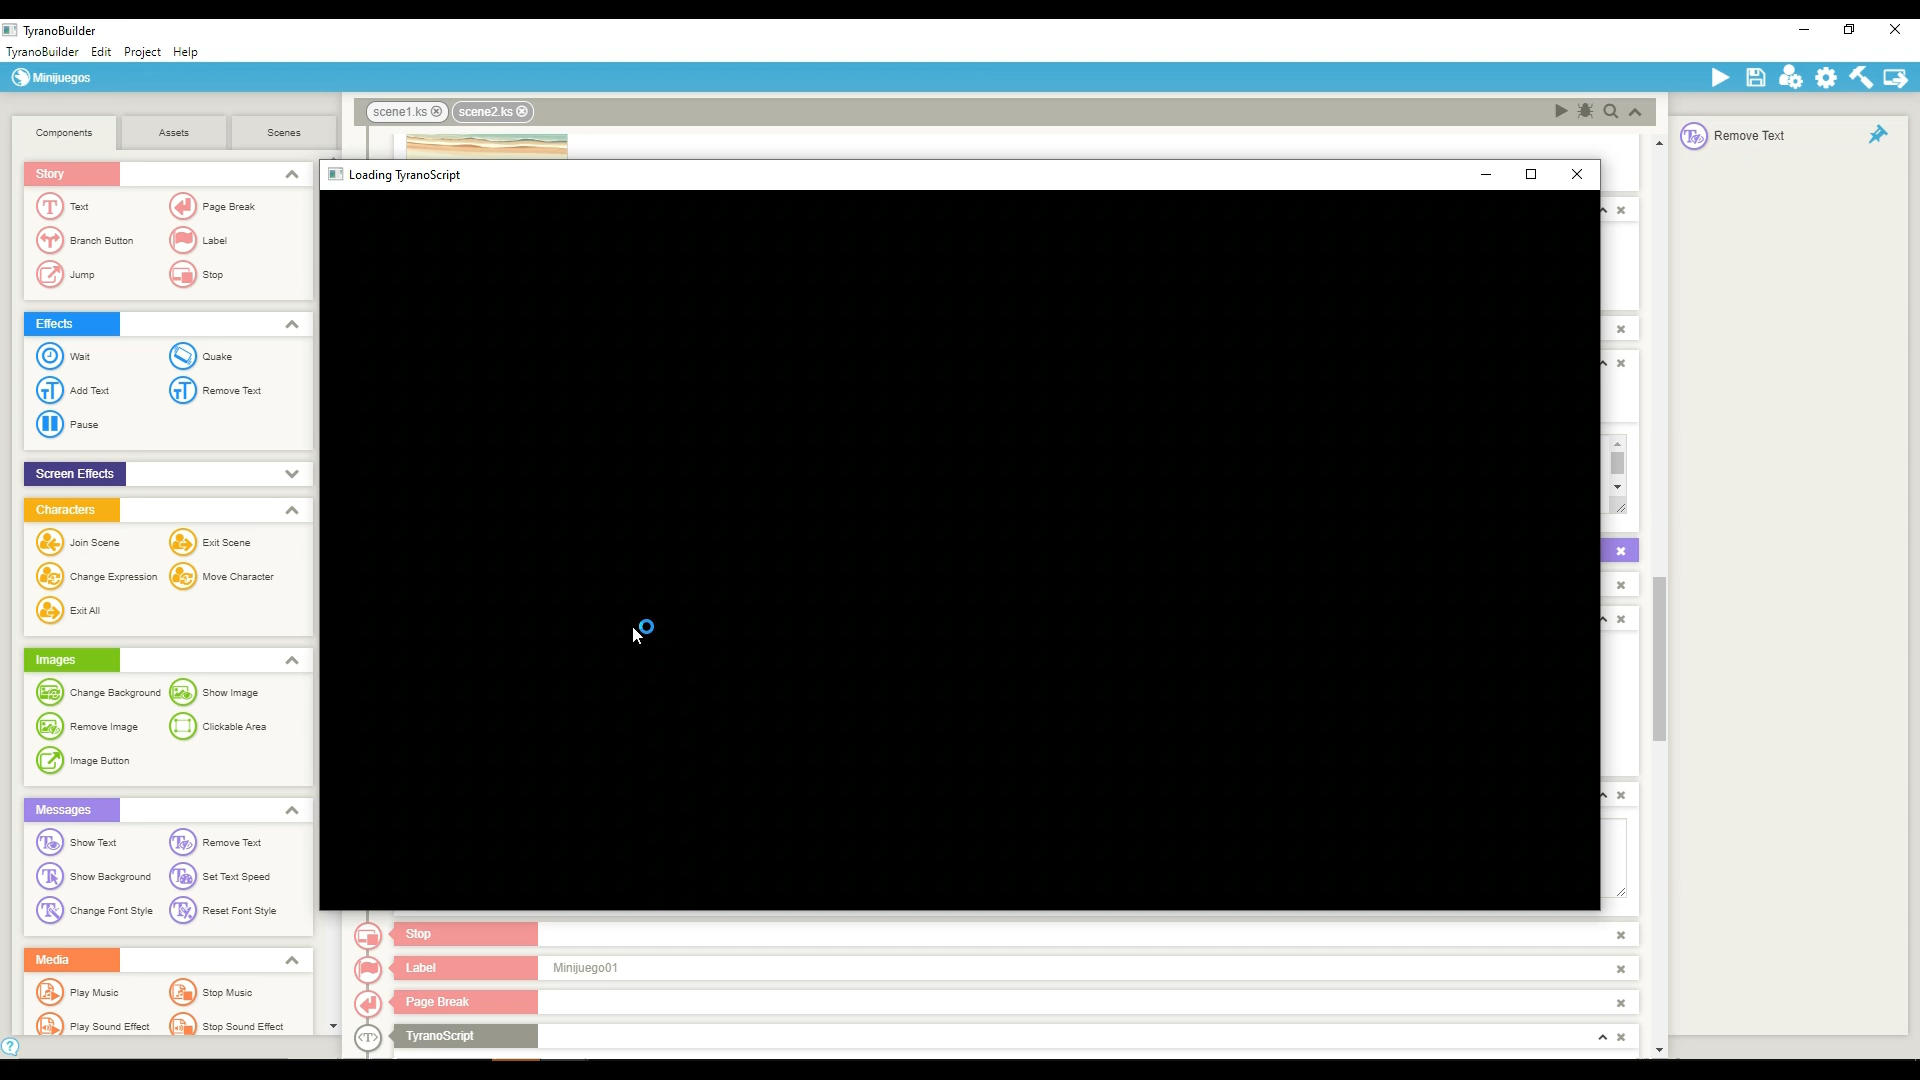 TyranoBuilder
TyranoBuilder Edit Project Help
Minijuegos
Components Assets Scenes
scene1.ks scene2.ks
Remove Text
Loading TyranoScript
Story
Text Page Break
Branch Button Label
Jump Stop
Effects
Wait Quake
Add Text Remove Text
Pause
Screen Effects
Characters
Join Scene Exit Scene
Change Expression Move Character
Exit All
Images
Change Background Show Image
Remove Image Clickable Area
Image Button
Messages
Show Text Remove Text
Show Background Set Text Speed
Change Font Style Reset Font Style
Media
Play Music Stop Music
Play Sound Effect Stop Sound Effect
Stop
Label Minijuego01
Page Break
TyranoScript